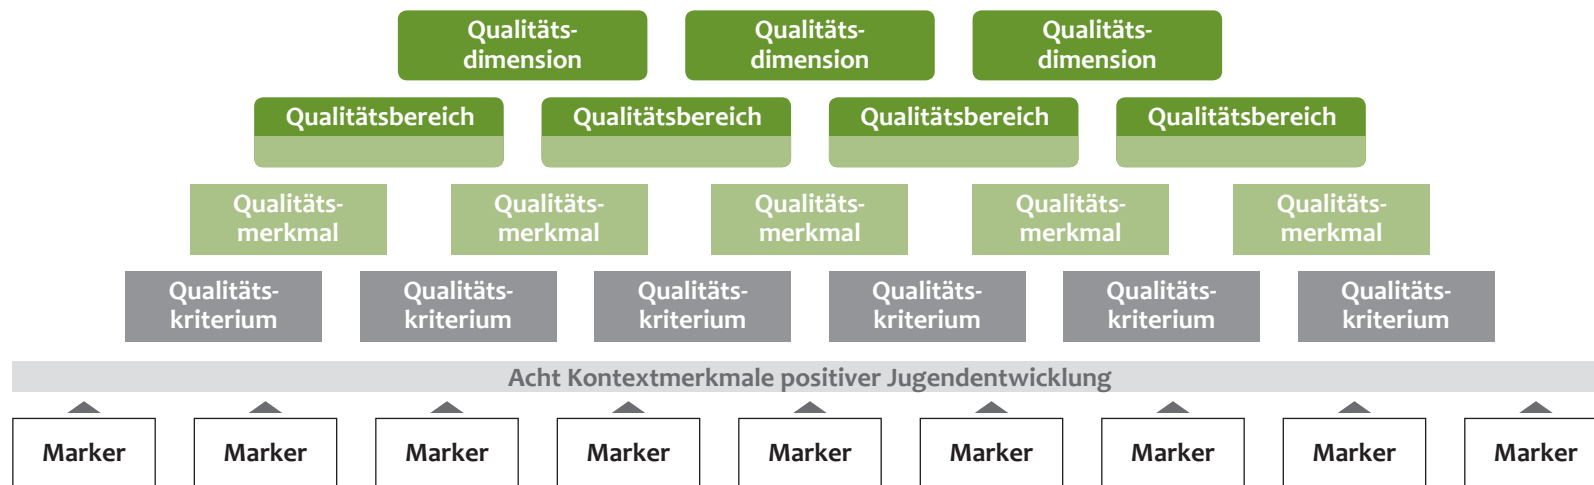 Qualitäts-
dimension
Qualitäts-
dimension
Qualitäts-
dimension
Qualitätsbereich
Qualitätsbereich
Qualitätsbereich
Qualitätsbereich
Qualitäts-
merkmal
Qualitäts-
merkmal
Qualitäts-
merkmal
Qualitäts-
merkmal
Qualitäts-
merkmal
Qualitäts-
kriterium
Qualitäts-
kriterium
Qualitäts-
kriterium
Qualitäts-
kriterium
Qualitäts-
kriterium
Qualitäts-
kriterium
Acht Kontextmerkmale positiver Jugendentwicklung
Marker
Marker
Marker
Marker
Marker
Marker
Marker
Marker
Marker